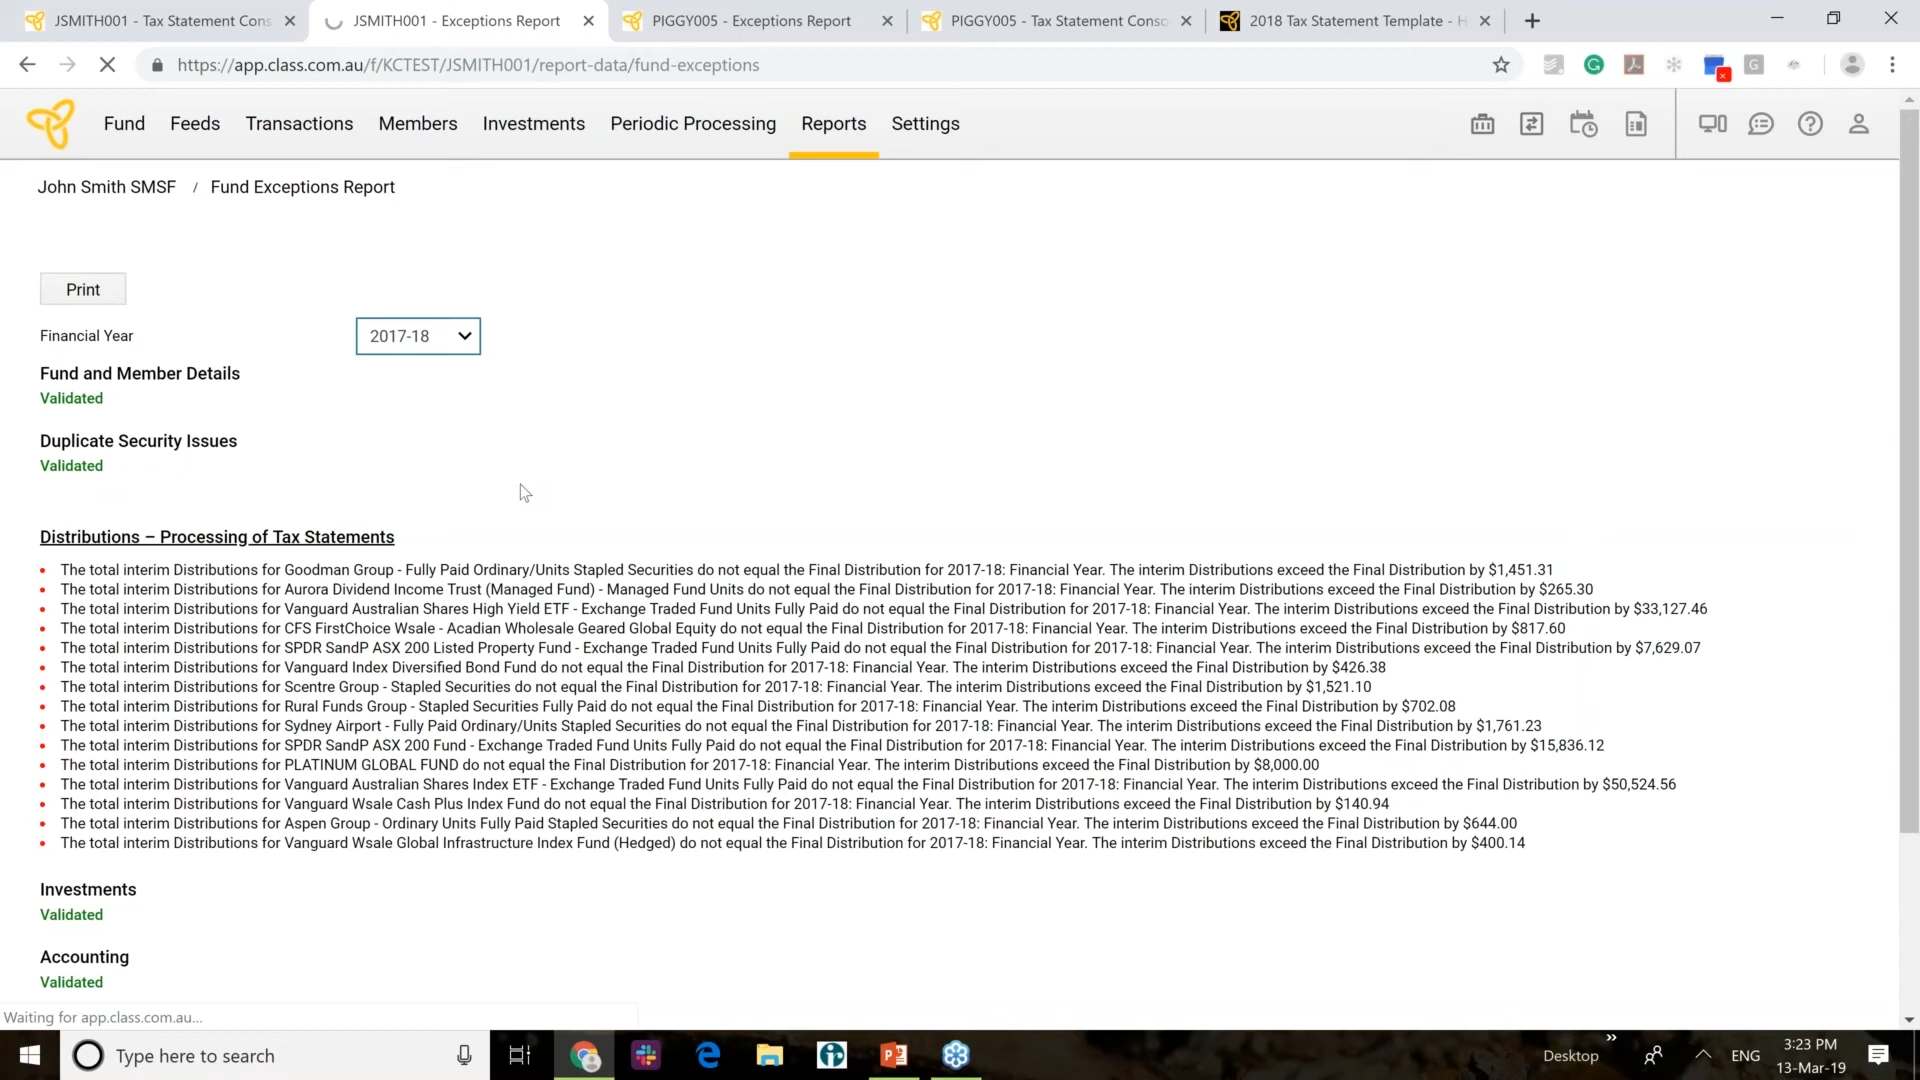 JSMITH001 - Tax Statement Cons
JSMITH001 - Exceptions Report
PIGGY005 - Exceptions Report
PIGGY005 - Tax Statement Conso
2018 Tax Statement Template - H
https://app.class.com.au/f/KCTEST/JSMITH001/report-data/fund-exceptions
Fund
Feeds
Transactions
Members
Investments
Periodic Processing
Reports
Settings
John Smith SMSF / Fund Exceptions Report
Print
Financial Year
2017-18
Fund and Member Details
Validated
Duplicate Security Issues
Validated
Distributions – Processing of Tax Statements
The total interim Distributions for Goodman Group - Fully Paid Ordinary/Units Stapled Securities do not equal the Final Distribution for 2017-18: Financial Year. The interim Distributions exceed the Final Distribution by $1,451.31
The total interim Distributions for Aurora Dividend Income Trust (Managed Fund) - Managed Fund Units do not equal the Final Distribution for 2017-18: Financial Year. The interim Distributions exceed the Final Distribution by $265.30
The total interim Distributions for Vanguard Australian Shares High Yield ETF - Exchange Traded Fund Units Fully Paid do not equal the Final Distribution for 2017-18: Financial Year. The interim Distributions exceed the Final Distribution by $33,127.46
The total interim Distributions for CFS FirstChoice Wsale - Acadian Wholesale Geared Global Equity do not equal the Final Distribution for 2017-18: Financial Year. The interim Distributions exceed the Final Distribution by $817.60
The total interim Distributions for SPDR SandP ASX 200 Listed Property Fund - Exchange Traded Fund Units Fully Paid do not equal the Final Distribution for 2017-18: Financial Year. The interim Distributions exceed the Final Distribution by $7,629.07
The total interim Distributions for Vanguard Index Diversified Bond Fund do not equal the Final Distribution for 2017-18: Financial Year. The interim Distributions exceed the Final Distribution by $426.38
The total interim Distributions for Scentre Group - Stapled Securities do not equal the Final Distribution for 2017-18: Financial Year. The interim Distributions exceed the Final Distribution by $1,521.10
The total interim Distributions for Rural Funds Group - Stapled Securities Fully Paid do not equal the Final Distribution for 2017-18: Financial Year. The interim Distributions exceed the Final Distribution by $702.08
The total interim Distributions for Sydney Airport - Fully Paid Ordinary/Units Stapled Securities do not equal the Final Distribution for 2017-18: Financial Year. The interim Distributions exceed the Final Distribution by $1,761.23
The total interim Distributions for SPDR SandP ASX 200 Fund - Exchange Traded Fund Units Fully Paid do not equal the Final Distribution for 2017-18: Financial Year. The interim Distributions exceed the Final Distribution by $15,836.12
The total interim Distributions for PLATINUM GLOBAL FUND do not equal the Final Distribution for 2017-18: Financial Year. The interim Distributions exceed the Final Distribution by $8,000.00
The total interim Distributions for Vanguard Australian Shares Index ETF - Exchange Traded Fund Units Fully Paid do not equal the Final Distribution for 2017-18: Financial Year. The interim Distributions exceed the Final Distribution by $50,524.56
The total interim Distributions for Vanguard Wsale Cash Plus Index Fund do not equal the Final Distribution for 2017-18: Financial Year. The interim Distributions exceed the Final Distribution by $140.94
The total interim Distributions for Aspen Group - Ordinary Units Fully Paid Stapled Securities do not equal the Final Distribution for 2017-18: Financial Year. The interim Distributions exceed the Final Distribution by $644.00
The total interim Distributions for Vanguard Wsale Global Infrastructure Index Fund (Hedged) do not equal the Final Distribution for 2017-18: Financial Year. The interim Distributions exceed the Final Distribution by $400.14
Investments
Validated
Accounting
Validated
Waiting for app.class.com.au...
Type here to search
Desktop
ENG
3:23 PM
13-Mar-19